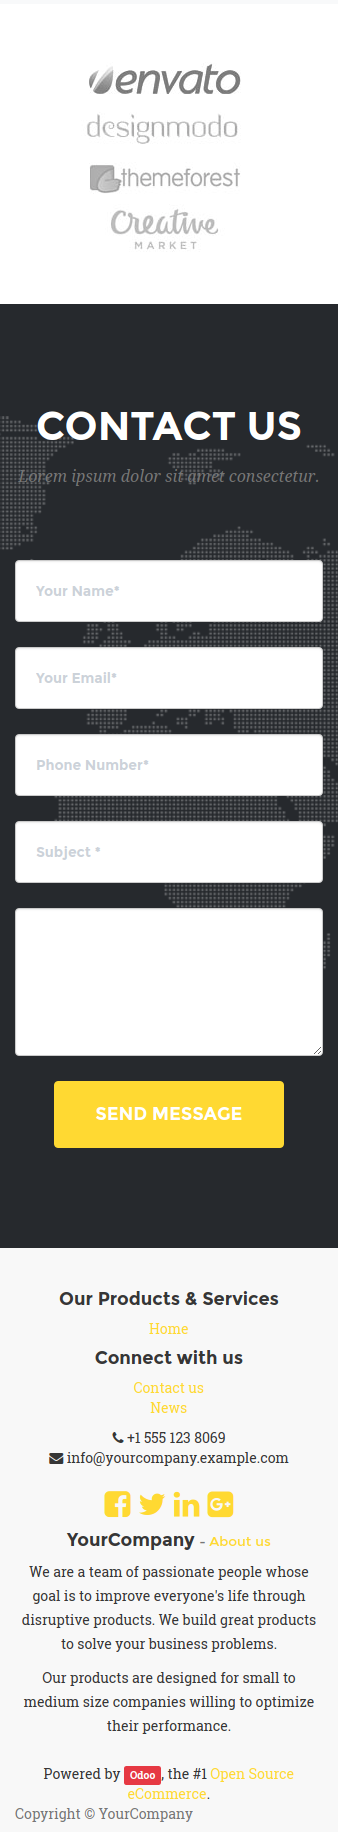 envato
designmodo
themeforest
Creative
MARKET
CONTACT US
Lorem ipsum dolor sit amet consectetur.
Your Name*
Your Email*
Phone Number*
Subject *
SEND MESSAGE
Our Products & Services
Home
Connect with us
Contact us
News
+1 555 123 8069
info@yourcompany.example.com
YourCompany - About us
We are a team of passionate people whose
goal is to improve everyone's life through
disruptive products. We build great products
to solve your business problems.
Our products are designed for small to
medium size companies willing to optimize
their performance.
Powered by Odoo, the #1 Open Source
eCommerce.
Copyright © YourCompany